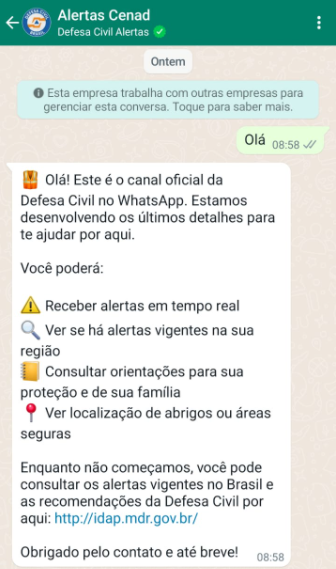 Alertas Cenad
Defesa Civil Alertas
Ontem
Esta empresa trabalha com outras empresas para
gerenciar esta conversa. Toque para saber mais.
Olá 08:58
Olá! Este é o canal oficial da
Defesa Civil no WhatsApp. Estamos
desenvolvendo os últimos detalhes para
te ajudar por aqui.
Você poderá:
Receber alertas em tempo real
Ver se há alertas vigentes na sua
região
Consultar orientações para sua
proteção e de sua família
Ver localização de abrigos ou áreas
seguras
Enquanto não começamos, você pode
consultar os alertas vigentes no Brasil e
as recomendações da Defesa Civil por
aqui: http://idap.mdr.gov.br/
Obrigado pelo contato e até breve! 08:58